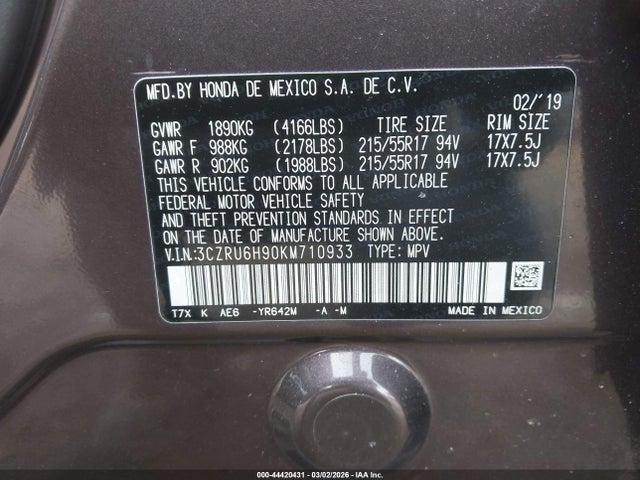 MFD.BY HONDA DE MEXICO S.A. DE C.V.
02/'19
GVWR 1890KG (4166LBS) TIRE SIZE RIM SIZE
GAWR F 988KG (2178LBS) 215/55R17 94V 17X7.5J
GAWR R 902KG (1988LBS) 215/55R17 94V 17X7.5J
THIS VEHICLE CONFORMS TO ALL APPLICABLE
FEDERAL MOTOR VEHICLE SAFETY
AND THEFT PREVENTION STANDARDS IN EFFECT
ON THE DATE OF MANUFACTURE SHOWN ABOVE.
V.I.N.:3CZRU6H90KM710933 TYPE: MPV
T7X K AE6 -YR642M -A -M MADE IN MEXICO
000-44420431 - 03/02/2026 - IAA Inc.